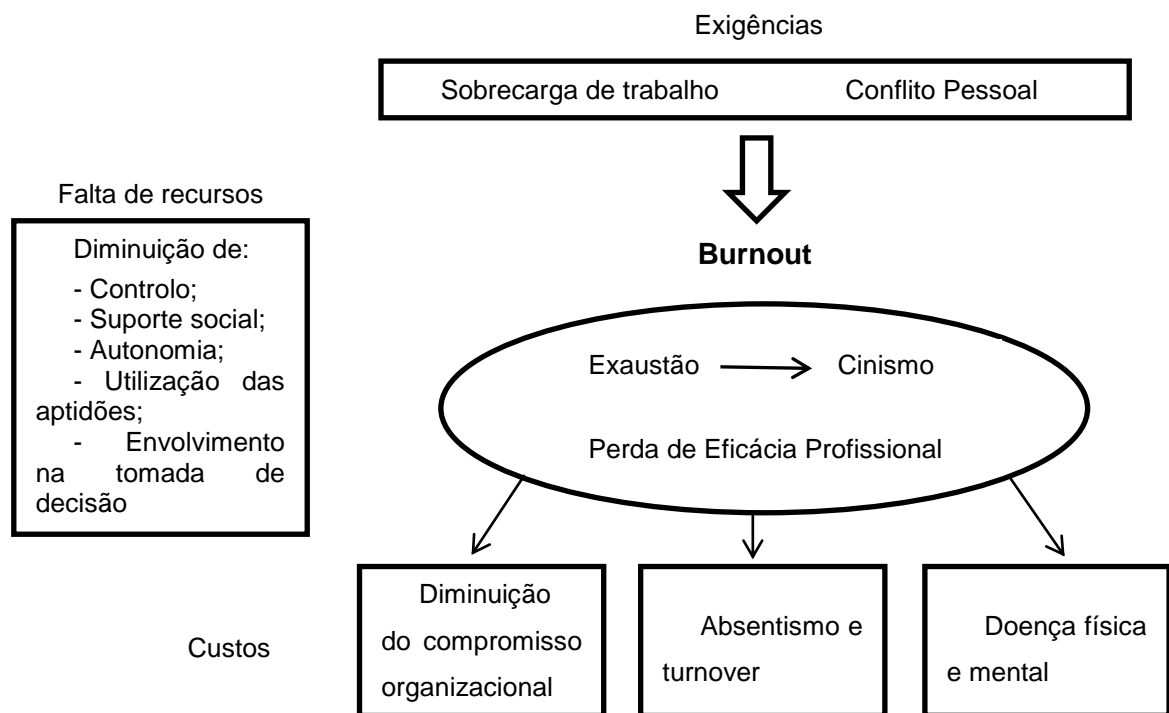 Exigências
Sobrecarga de trabalho Conflito Pessoal
Falta de recursos
Diminuição de:
- Controlo;
- Suporte social;
- Autonomia;
- Utilização das
aptidões;
- Envolvimento
na tomada de
decisão
Burnout
Exaustão Cinismo
Perda de Eficácia Profissional
Custos
Diminuição
do compromisso
organizacional
Absentismo e
turnover
Doença física
e mental